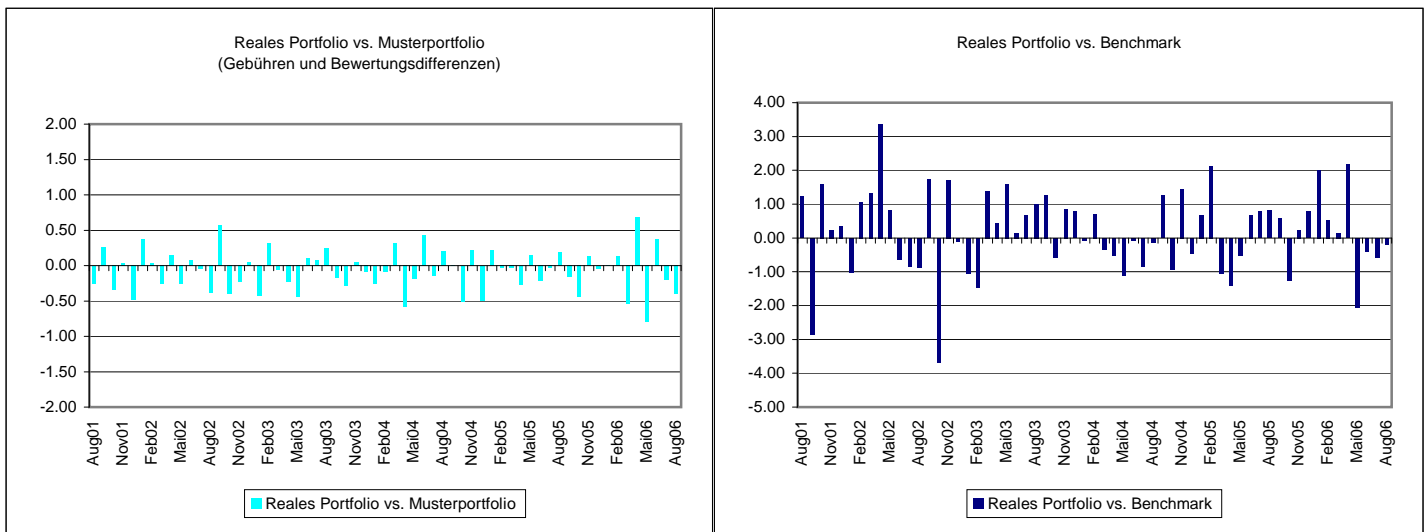 Reales Portfolio vs. Musterportfolio
(Gebühren und Bewertungsdifferenzen)
2.00
1.50
1.00
0.50
0.00
-0.50
-1.00
-1.50
-2.00
Aug01
Nov01
Feb02
Mai02
Aug02
Nov02
Feb03
Mai03
Aug03
Nov03
Feb04
Mai04
Aug04
Nov04
Feb05
Mai05
Aug05
Nov05
Feb06
Mai06
Aug06
Reales Portfolio vs. Musterportfolio
Reales Portfolio vs. Benchmark
4.00
3.00
2.00
1.00
0.00
-1.00
-2.00
-3.00
-4.00
-5.00
Aug01
Nov01
Feb02
Mai02
Aug02
Nov02
Feb03
Mai03
Aug03
Nov03
Feb04
Mai04
Aug04
Nov04
Feb05
Mai05
Aug05
Nov05
Feb06
Mai06
Aug06
Reales Portfolio vs. Benchmark